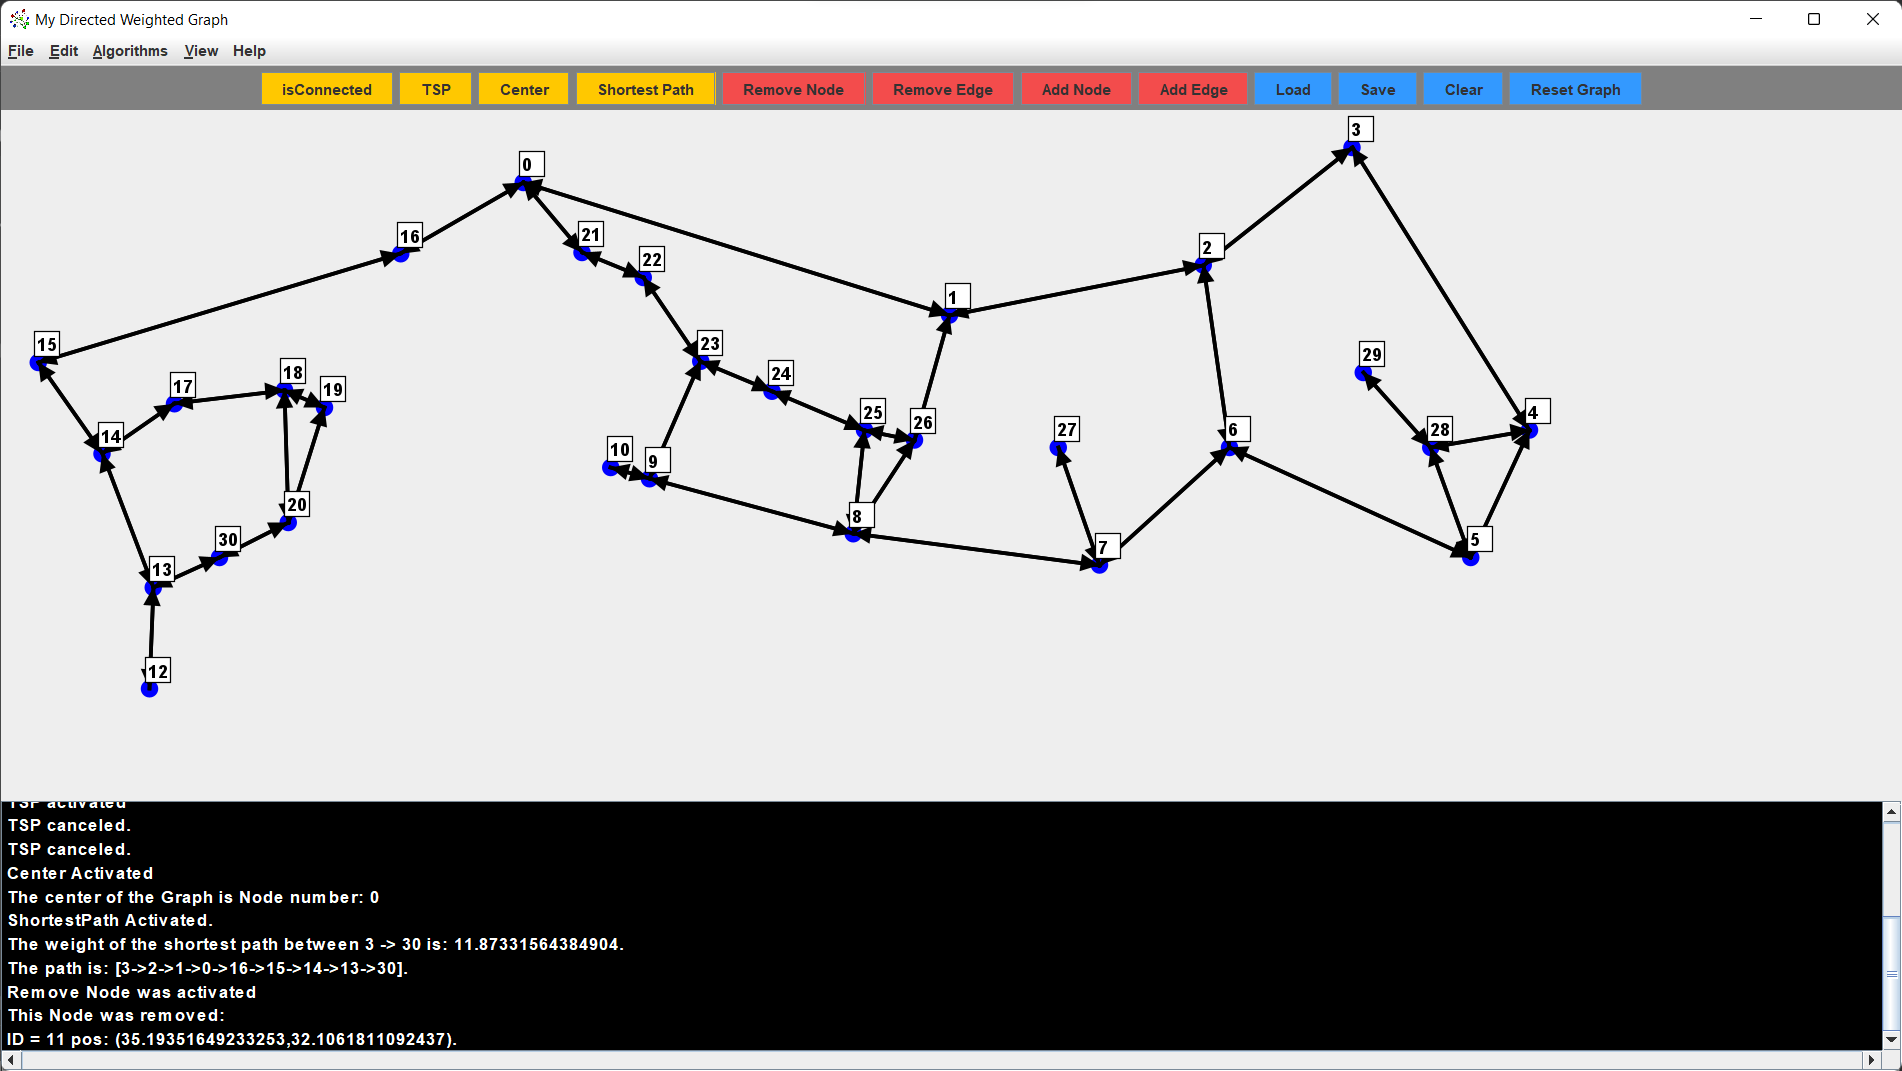 My Directed Weighted Graph
File Edit Algorithms View Help
isConnected TSP Center Shortest Path Remove Node Remove Edge Add Node Add Edge Load Save Clear Reset Graph
3
0
16
21
2
22
1
15
23
29
18
24
17
19
25
4
26
27
6
28
14
10
9
20
8
30
5
7
13
12
TSP activated
TSP canceled.
TSP canceled.
Center Activated
The center of the Graph is Node number: 0
ShortestPath Activated.
The weight of the shortest path between 3 -> 30 is: 11.87331564384904.
The path is: [3->2->1->0->16->15->14->13->30].
Remove Node was activated
This Node was removed:
ID = 11 pos: (35.19351649233253,32.1061811092437).